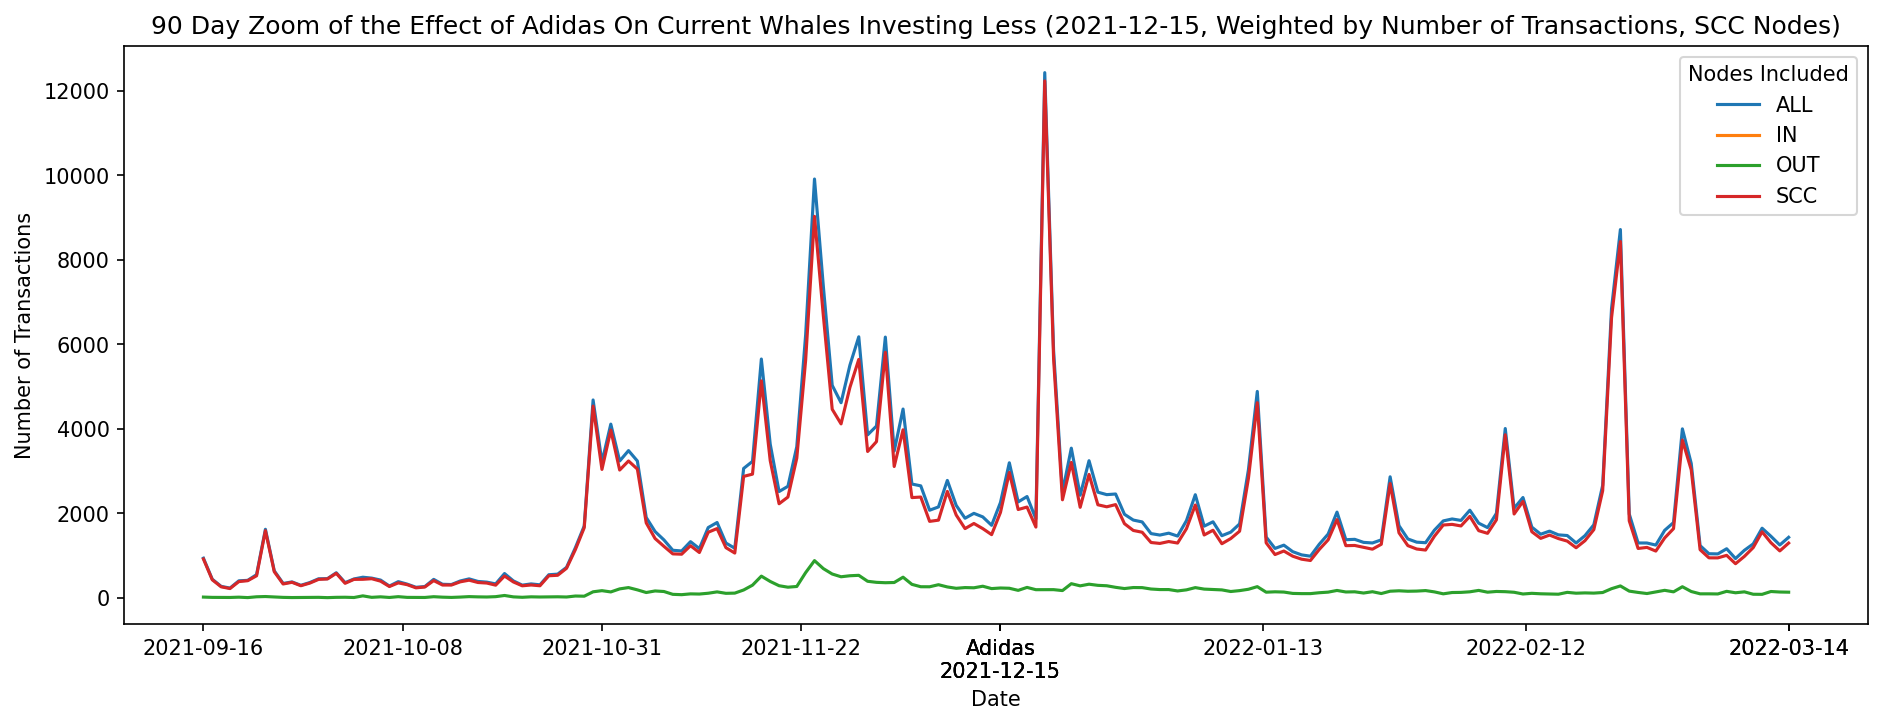 90 Day Zoom of the Effect of Adidas On Current Whales Investing Less (2021-12-15, Weighted by Number of Transactions, SCC Nodes)
Number of Transactions
12000
10000
8000
6000
4000
2000
0
Nodes Included
ALL
IN
OUT
SCC
2021-09-16
2021-10-08
2021-10-31
2021-11-22
Adidas
2021-12-15
2022-01-13
2022-02-12
2022-03-14
Date